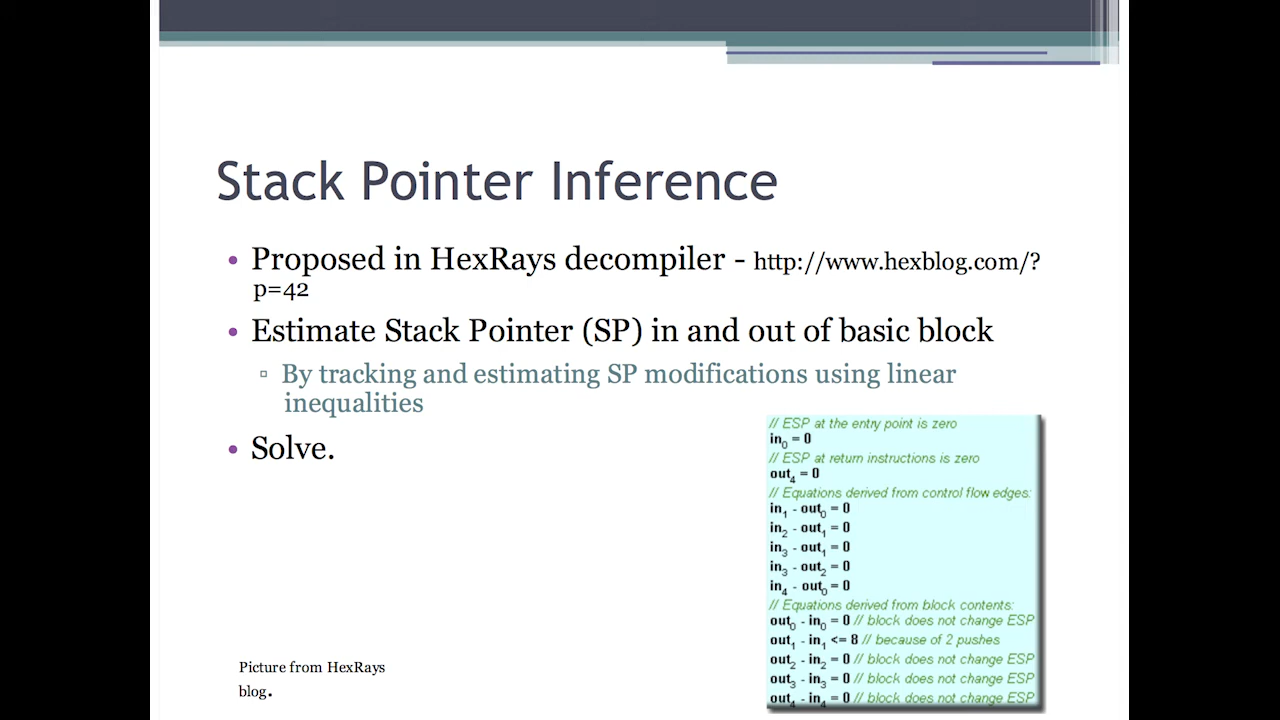 Stack Pointer Inference
• Proposed in HexRays decompiler - http://www.hexblog.com/?
p=42
• Estimate Stack Pointer (SP) in and out of basic block
▫ By tracking and estimating SP modifications using linear
inequalities
• Solve.
// ESP at the entry point is zero
in0 = 0
// ESP at return instructions is zero
out4 = 0
// Equations derived from control flow edges:
in1 - out0 = 0
in2 - out1 = 0
in3 - out1 = 0
in3 - out2 = 0
in4 - out0 = 0
// Equations derived from block contents:
out0 - in0 = 0 // block does not change ESP
out1 - in1 <= 8 // because of 2 pushes
out2 - in2 = 0 // block does not change ESP
out3 - in3 = 0 // block does not change ESP
out4 - in4 = 0 // block does not change ESP
Picture from HexRays
blog.